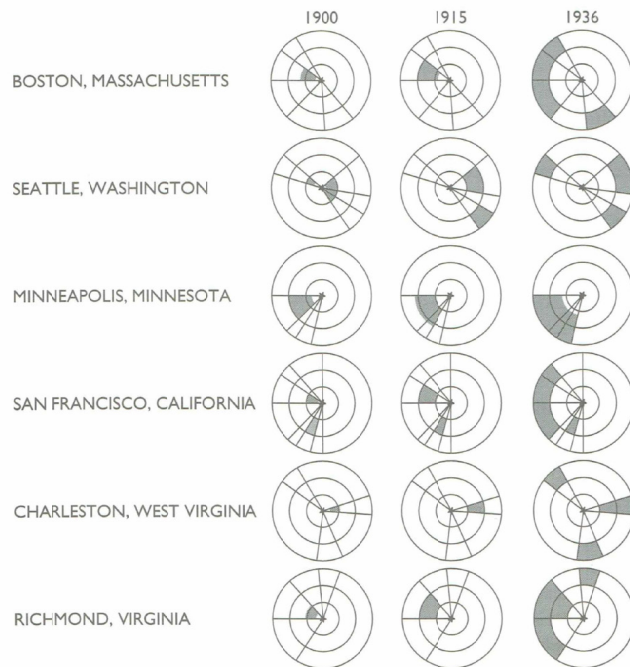 1900 1915 1936
BOSTON, MASSACHUSETTS
SEATTLE, WASHINGTON
MINNEAPOLIS, MINNESOTA
SAN FRANCISCO, CALIFORNIA
CHARLESTON, WEST VIRGINIA
RICHMOND, VIRGINIA